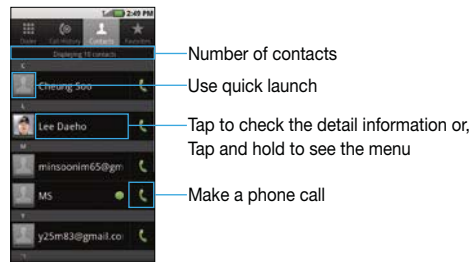 2:49 PM
Dialer Call History Contacts Favorites
Displaying 10 contacts
C
Cheung Soo
L
Lee Daeho
M
minsoonim65@gm
MS
Y
y25m83@gmail.co
Number of contacts
Use quick launch
Tap to check the detail information or,
Tap and hold to see the menu
Make a phone call